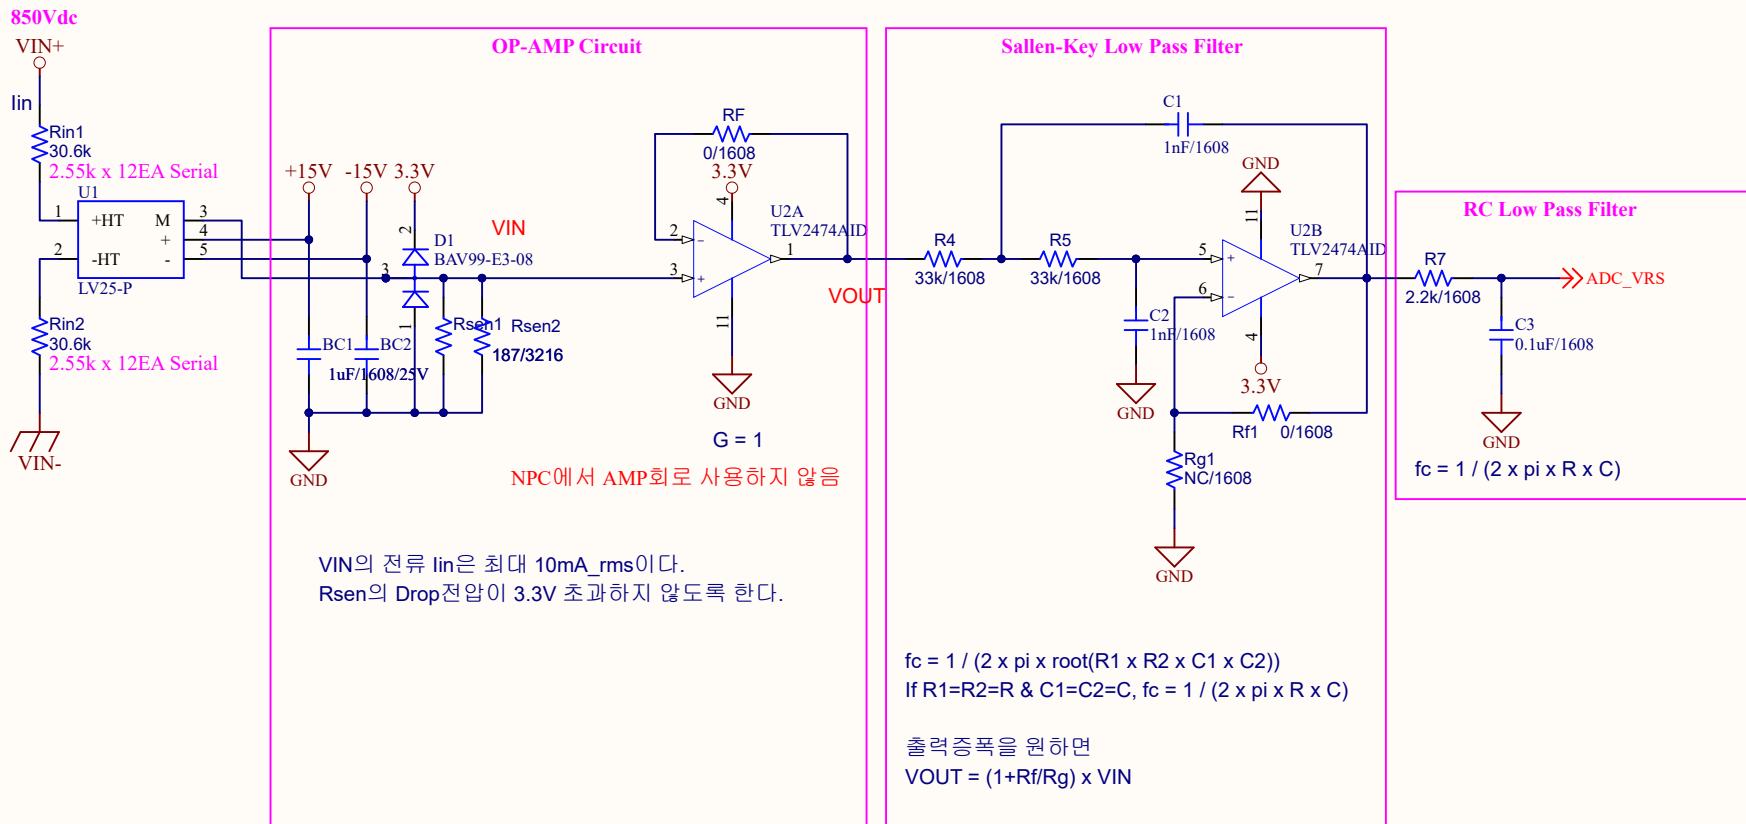 850Vdc
VIN+
Iin
Rin1
30.6k
2.55k x 12EA Serial
U1
1
+HT
M
3
+
4
2
-HT
-
5
LV25-P
Rin2
30.6k
2.55k x 12EA Serial
VIN-
OP-AMP Circuit
+15V
-15V
3.3V
2
D1
BAV99-E3-08
3
1
VIN
BC1
BC2
1uF/1608/25V
Rsen1
Rsen2
187/3216
GND
RF
0/1608
3.3V
4
U2A
TLV2474AID
2
-
3
+
1
11
GND
VOUT
G = 1
NPC에서 AMP회로 사용하지 않음
VIN의 전류 Iin은 최대 10mA_rms이다.
Rsen의 Drop전압이 3.3V 초과하지 않도록 한다.
Sallen-Key Low Pass Filter
C1
1nF/1608
GND
11
R4
33k/1608
R5
33k/1608
U2B
TLV2474AID
5
+
6
-
7
C2
1nF/1608
GND
4
3.3V
Rf1
0/1608
Rg1
NC/1608
GND
fc = 1 / (2 x pi x root(R1 x R2 x C1 x C2))
If R1=R2=R & C1=C2=C, fc = 1 / (2 x pi x R x C)
출력증폭을 원하면
VOUT = (1+Rf/Rg) x VIN
RC Low Pass Filter
R7
2.2k/1608
ADC_VRS
C3
0.1uF/1608
GND
fc = 1 / (2 x pi x R x C)